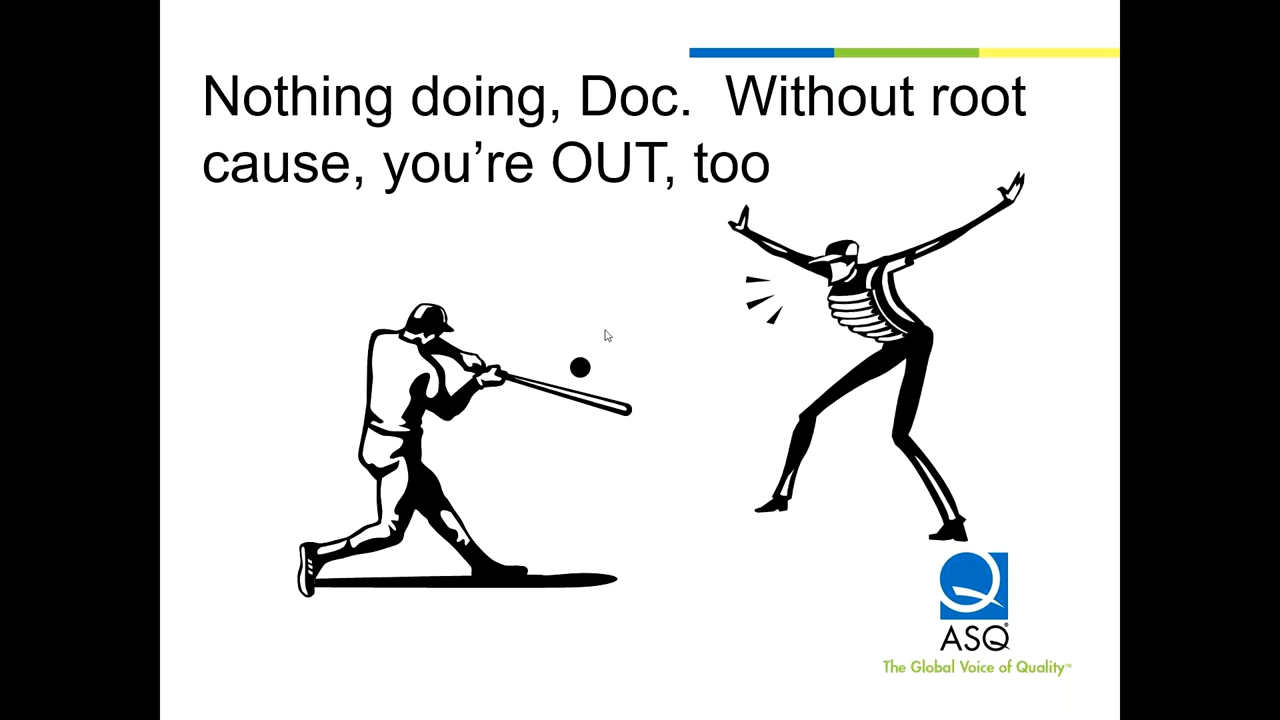 Nothing doing, Doc.  Without root
cause, you’re OUT, too
ASQ®
The Global Voice of Quality™